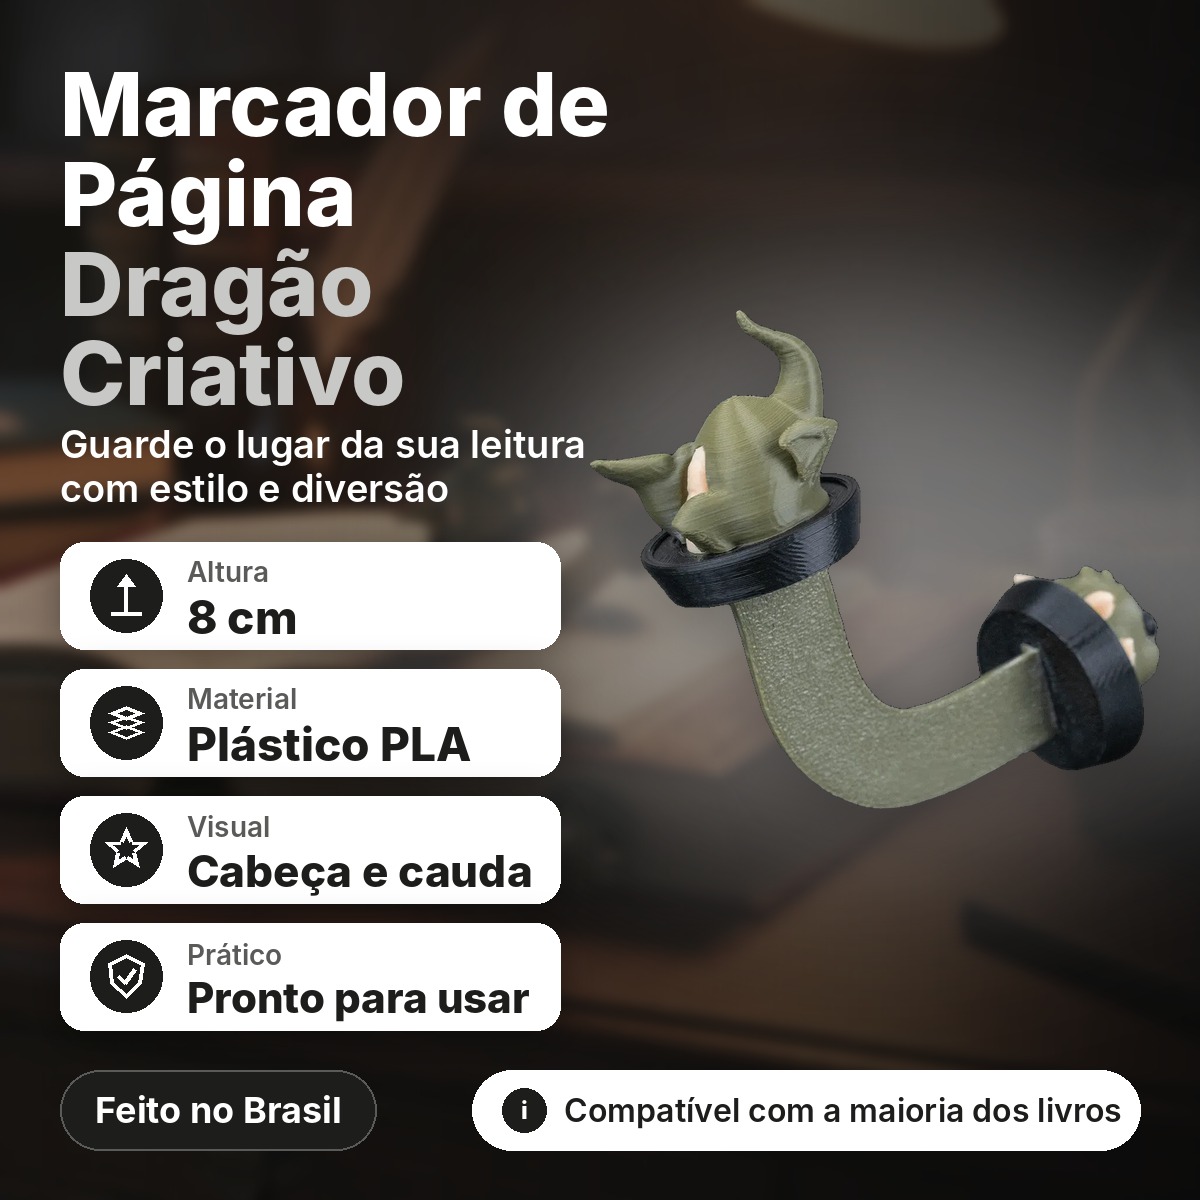 Marcador de
Página
Dragão
Criativo
Guarde o lugar da sua leitura
com estilo e diversão
Altura
8 cm
Material
Plástico PLA
Visual
Cabeça e cauda
Prático
Pronto para usar
Feito no Brasil
i Compatível com a maioria dos livros